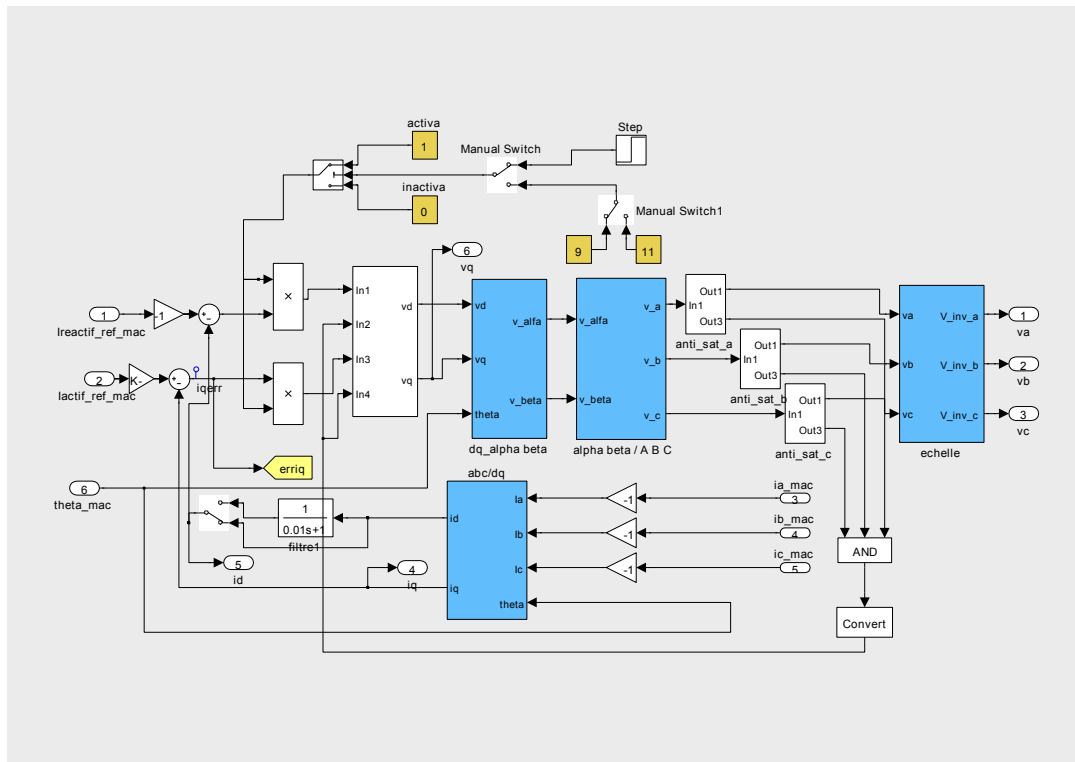 activa
1
Manual Switch
Step
inactiva
0
Manual Switch1
9
11
6
vq
×
In1
vd
In2
In3
vq
In4
×
1
Ireactif_ref_mac
-1
+
-
2
Iactif_ref_mac
K-
+
-
iqerr
erriq
vd
v_alfa
vq
v_beta
theta
dq_alpha beta
v_alfa
v_a
v_b
v_beta
v_c
alpha beta / A B C
Out1
In1
Out3
anti_sat_a
Out1
In1
Out3
anti_sat_b
Out1
In1
Out3
anti_sat_c
va
V_inv_a
vb
V_inv_b
vc
V_inv_c
echelle
1
va
2
vb
3
vc
6
theta_mac
abc/dq
Ia
id
Ib
Ic
iq
theta
1
0.01s+1
filtre1
5
id
4
iq
-1
-1
-1
ia_mac
3
ib_mac
4
ic_mac
5
AND
Convert